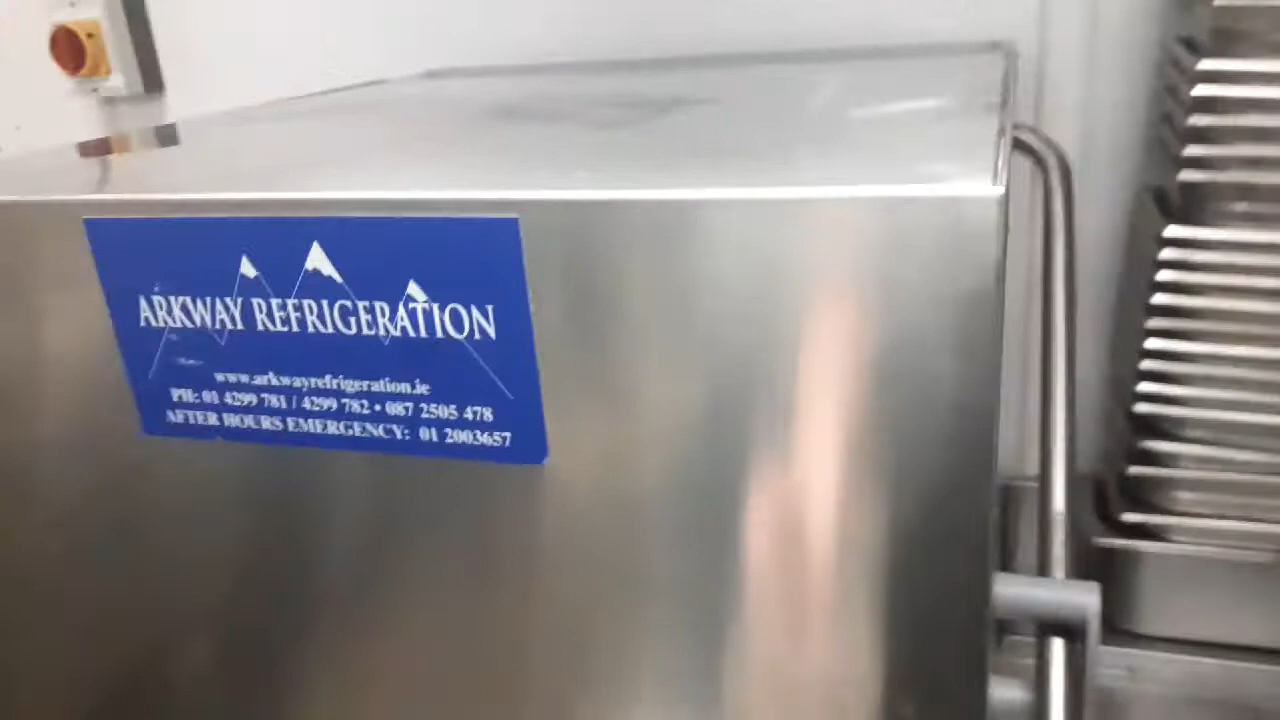 ARKWAY REFRIGERATION
www.arkwayrefrigeration.ie
PH: 01 4299 781 / 4299 782 • 087 2505 478
AFTER HOURS EMERGENCY: 01 2003657